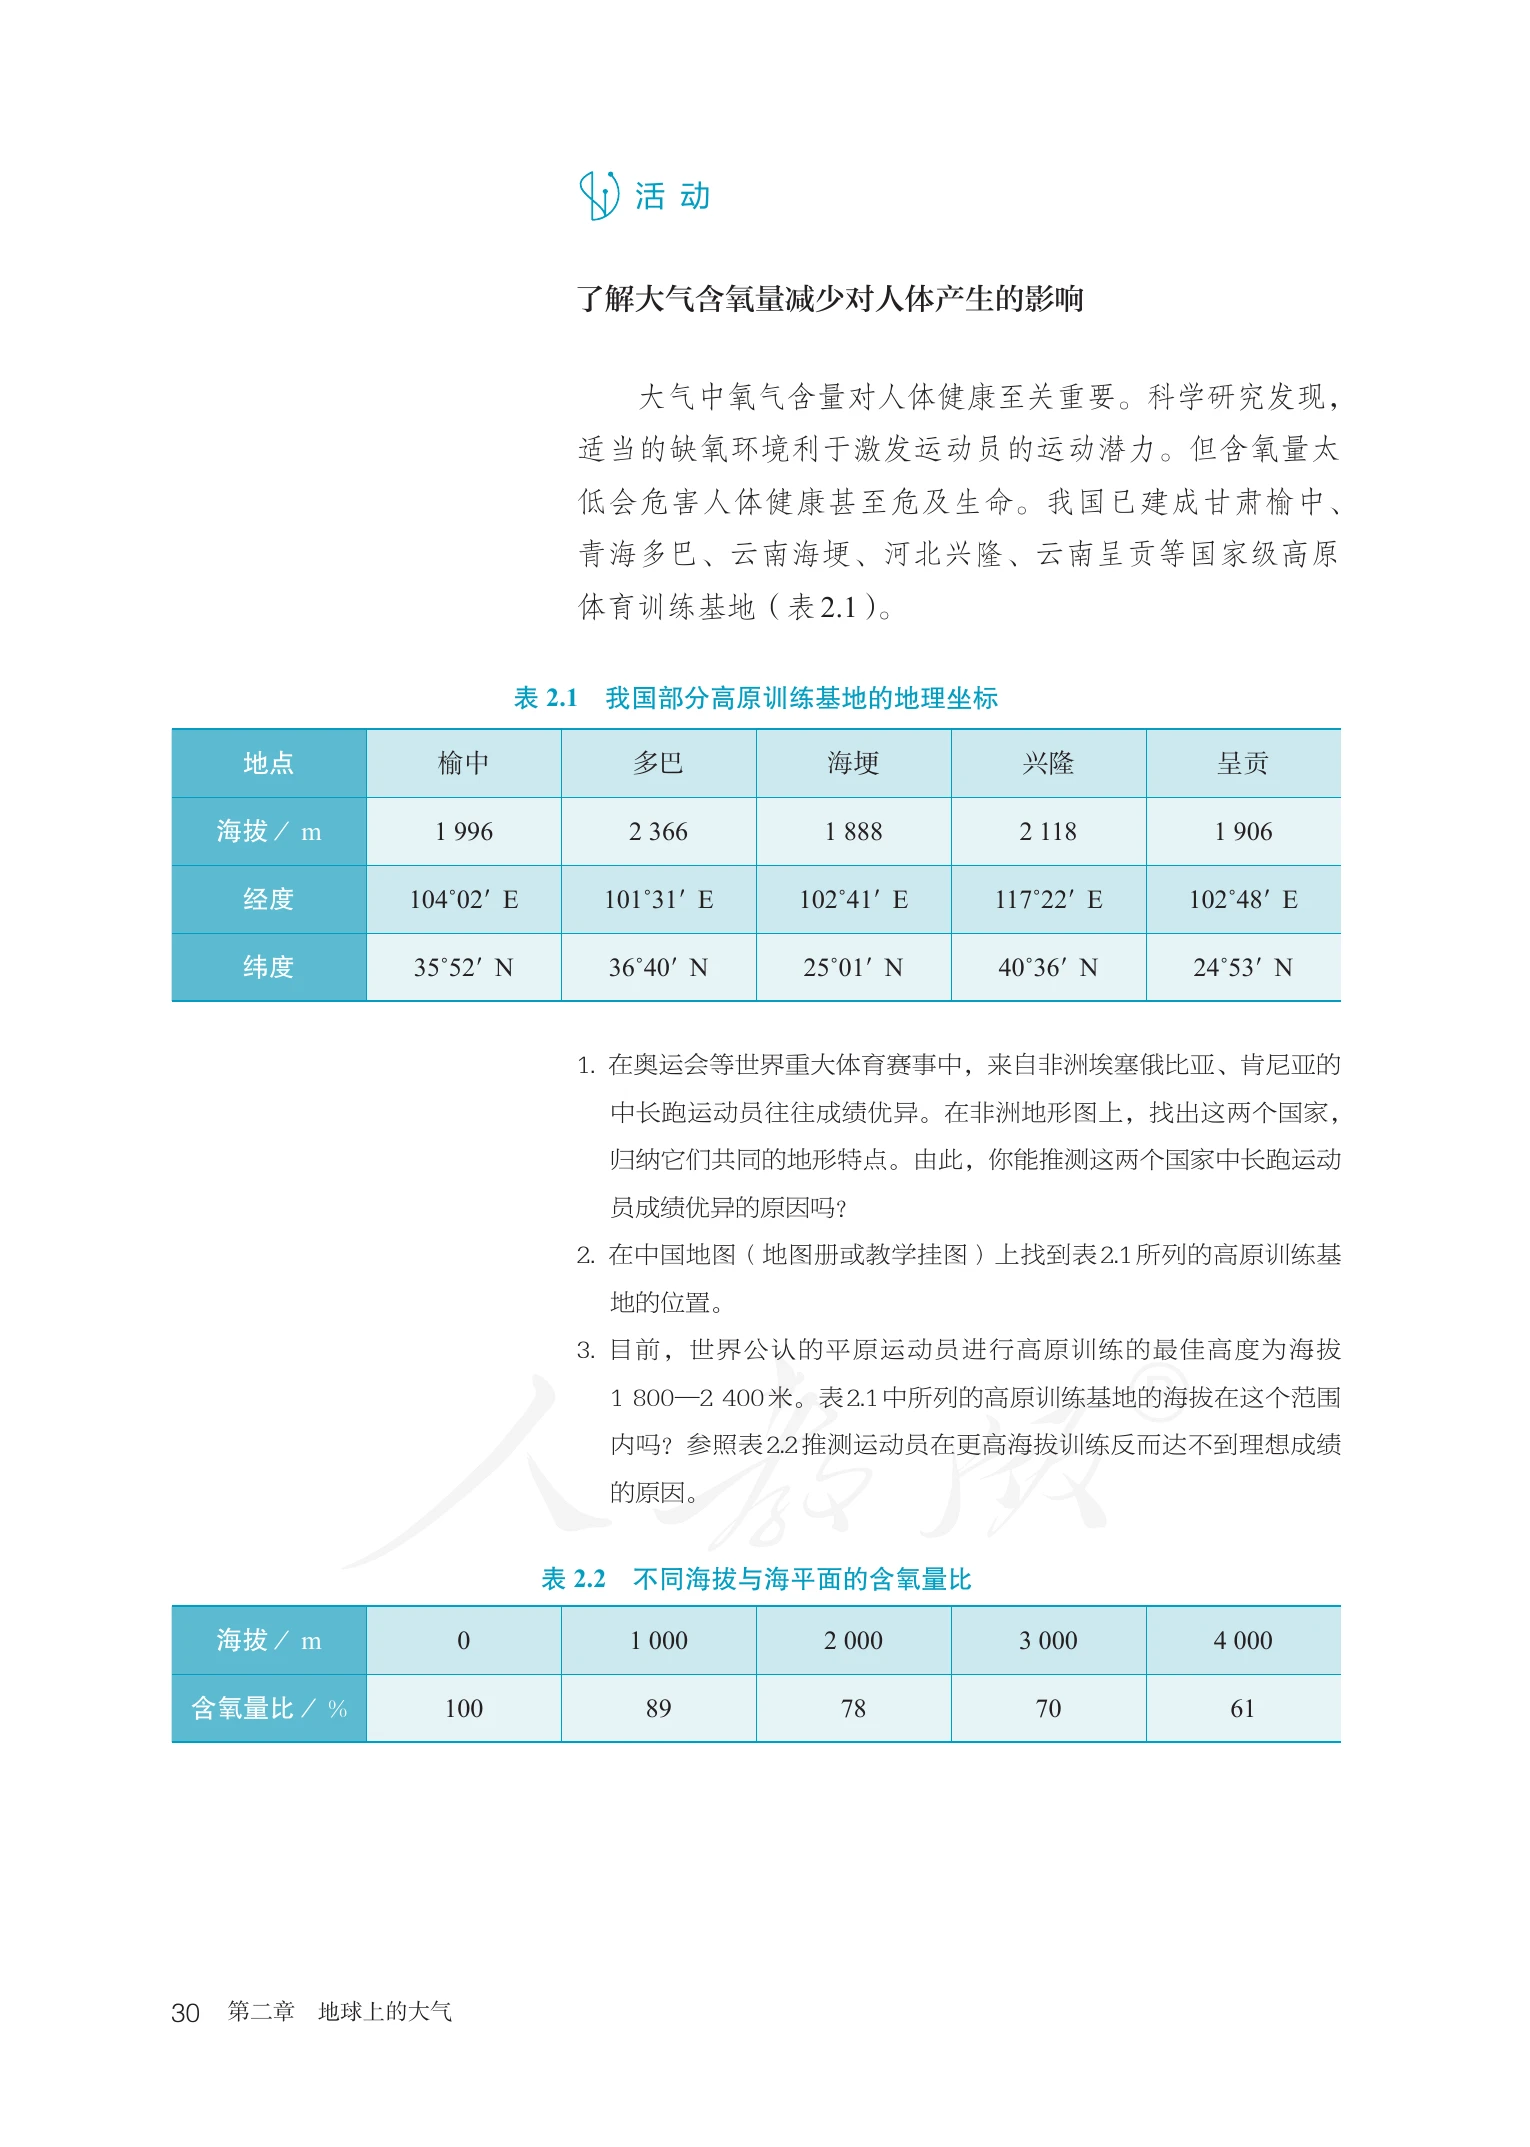 活动
了解大气含氧量减少对人体产生的影响
大气中氧气含量对人体健康至关重要。科学研究发现，
适当的缺氧环境利于激发运动员的运动潜力。但含氧量太
低会危害人体健康甚至危及生命。我国已建成甘肃榆中、
青海多巴、云南海埂、河北兴隆、云南呈贡等国家级高原
体育训练基地（表2.1）。
表 2.1 我国部分高原训练基地的地理坐标
地点 榆中 多巴 海埂 兴隆 呈贡
海拔／m 1 996 2 366 1 888 2 118 1 906
经度 104°02′ E 101°31′ E 102°41′ E 117°22′ E 102°48′ E
纬度 35°52′ N 36°40′ N 25°01′ N 40°36′ N 24°53′ N
1. 在奥运会等世界重大体育赛事中，来自非洲埃塞俄比亚、肯尼亚的
中长跑运动员往往成绩优异。在非洲地形图上，找出这两个国家，
归纳它们共同的地形特点。由此，你能推测这两个国家中长跑运动
员成绩优异的原因吗？
2. 在中国地图（地图册或教学挂图）上找到表2.1所列的高原训练基
地的位置。
3. 目前，世界公认的平原运动员进行高原训练的最佳高度为海拔
1 800—2 400米。表2.1中所列的高原训练基地的海拔在这个范围
内吗？参照表2.2推测运动员在更高海拔训练反而达不到理想成绩
的原因。
人教版®
表 2.2 不同海拔与海平面的含氧量比
海拔／m 0 1 000 2 000 3 000 4 000
含氧量比／% 100 89 78 70 61
30 第二章 地球上的大气